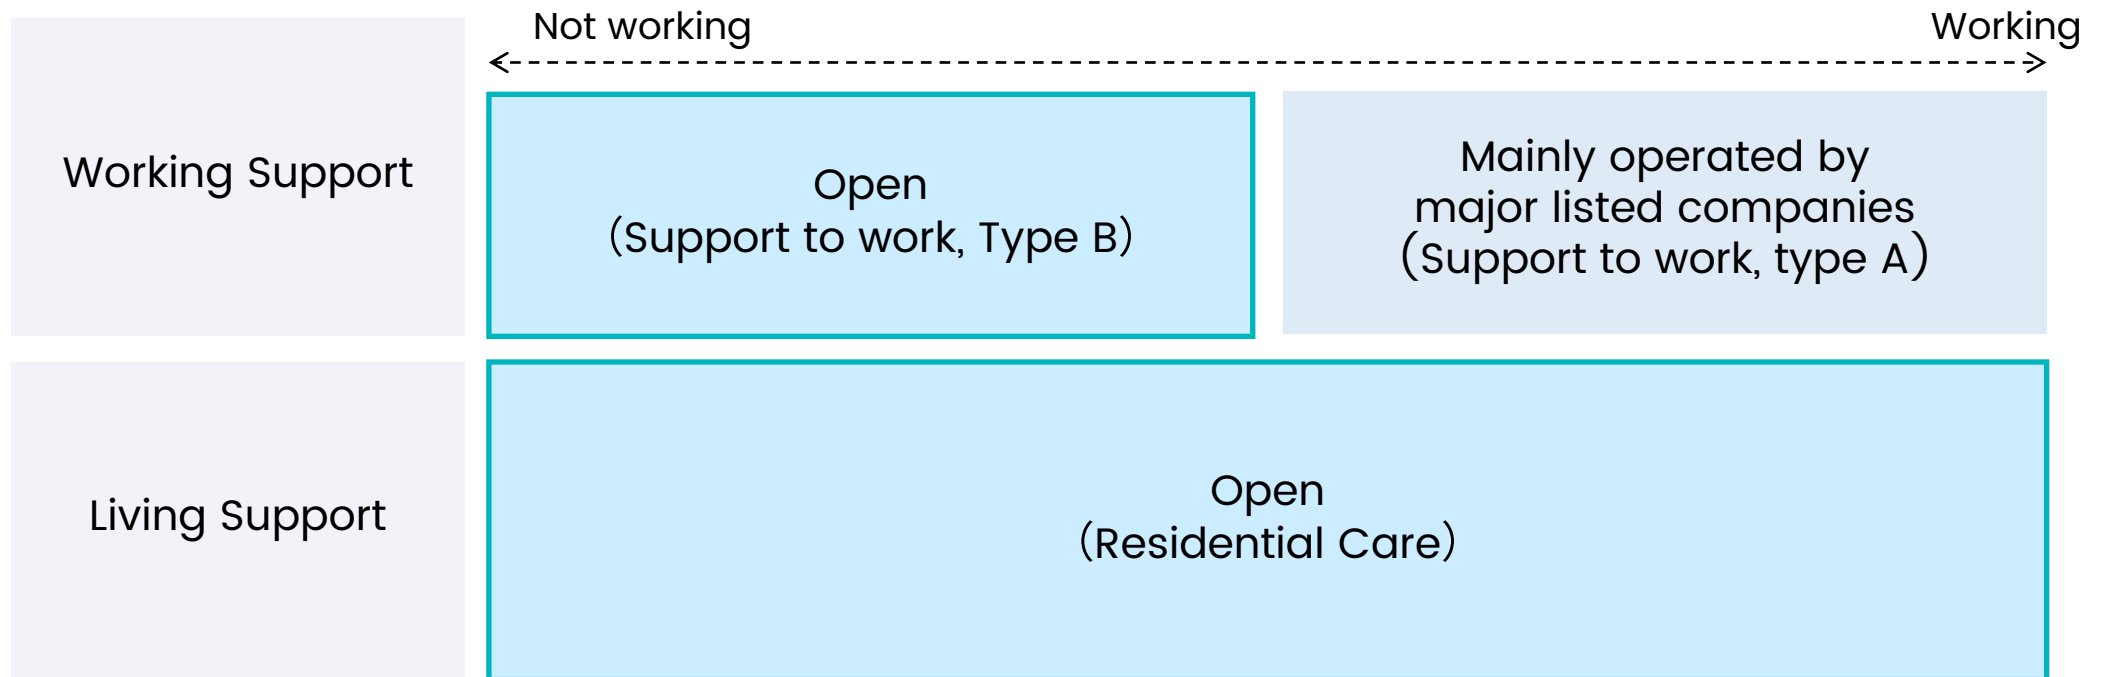 Not working
Working
Working Support
Open
（Support to work, Type B）
Mainly operated by
major listed companies
(Support to work, type A)
Living Support
Open
（Residential Care）